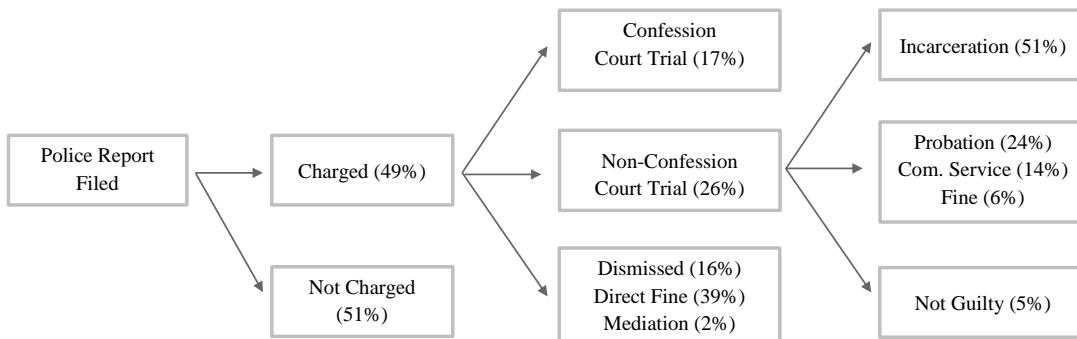 Police Report
Filed
Charged (49%)
Not Charged
(51%)
Confession
Court Trial (17%)
Non-Confession
Court Trial (26%)
Dismissed (16%)
Direct Fine (39%)
Mediation (2%)
Incarceration (51%)
Probation (24%)
Com. Service (14%)
Fine (6%)
Not Guilty (5%)